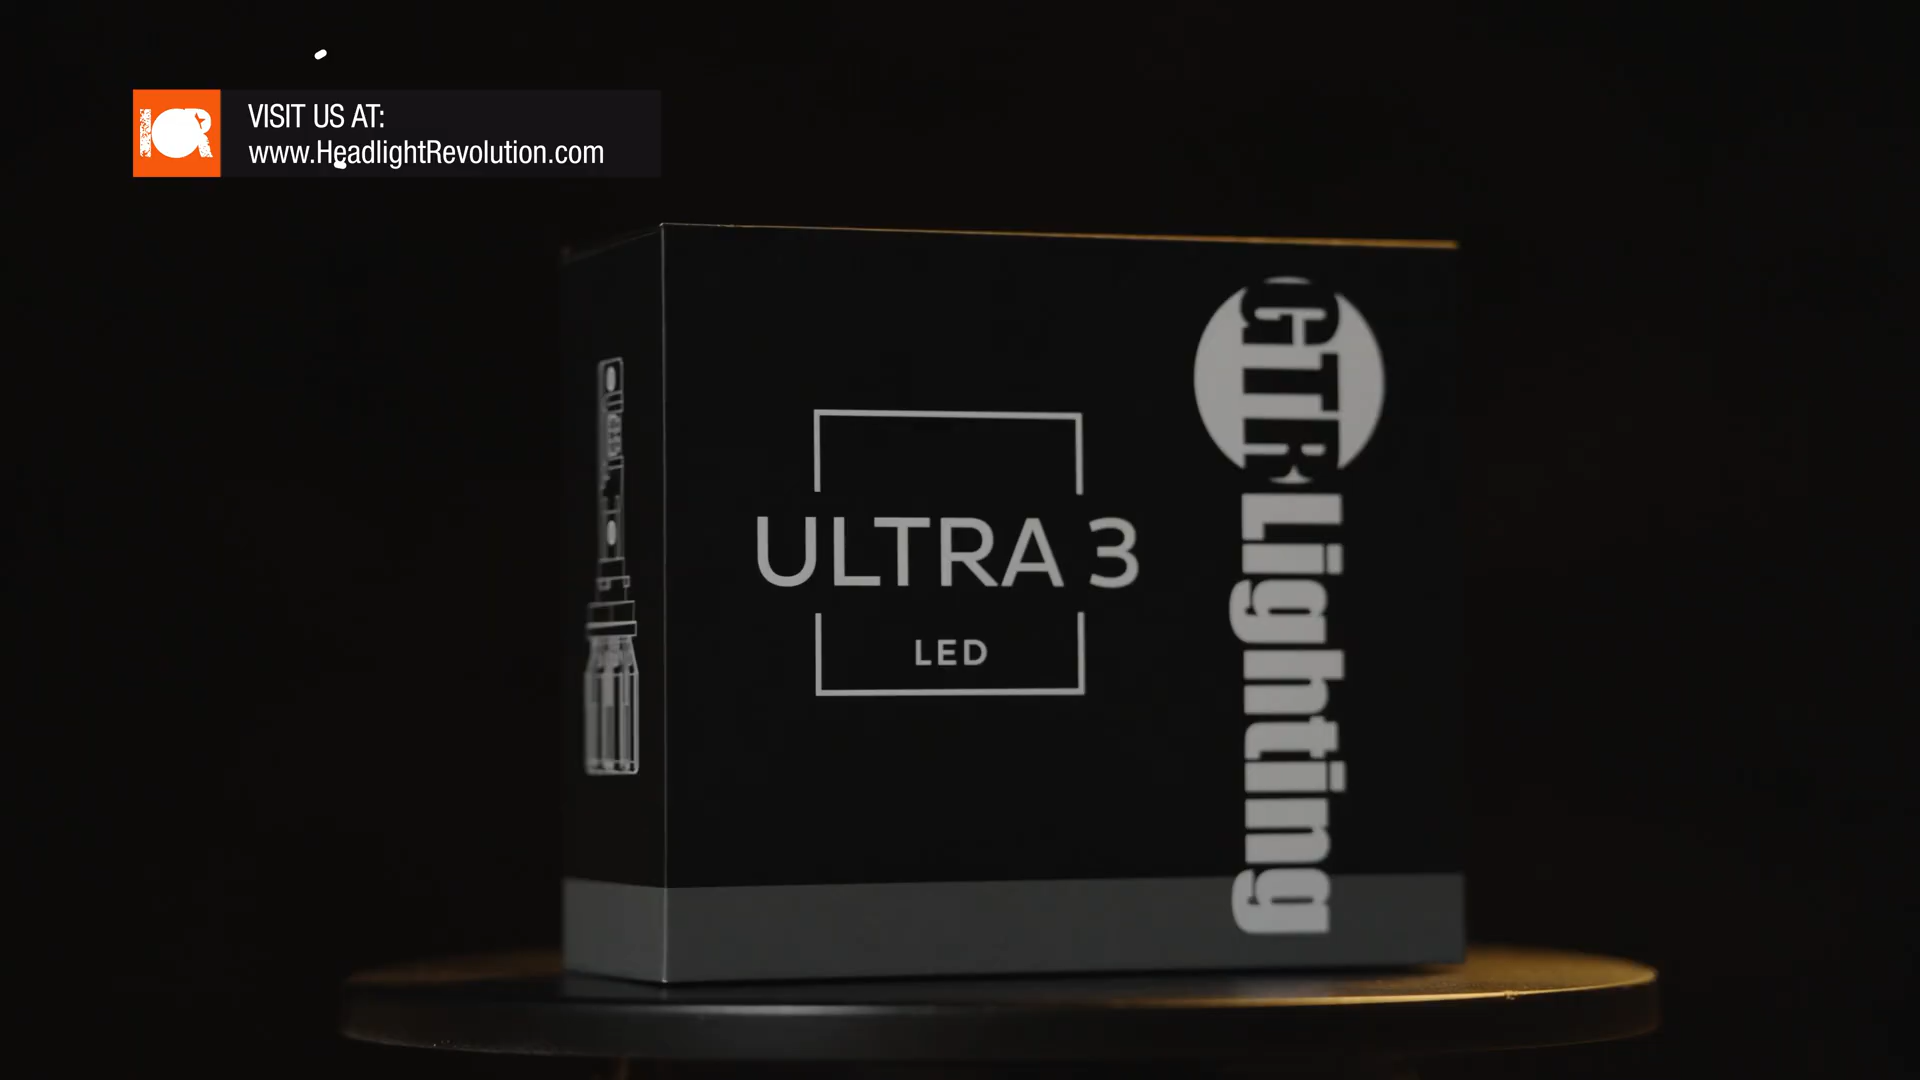 VISIT US AT:
www.HeadlightRevolution.com
ULTRA 3
LED
GTR Lighting